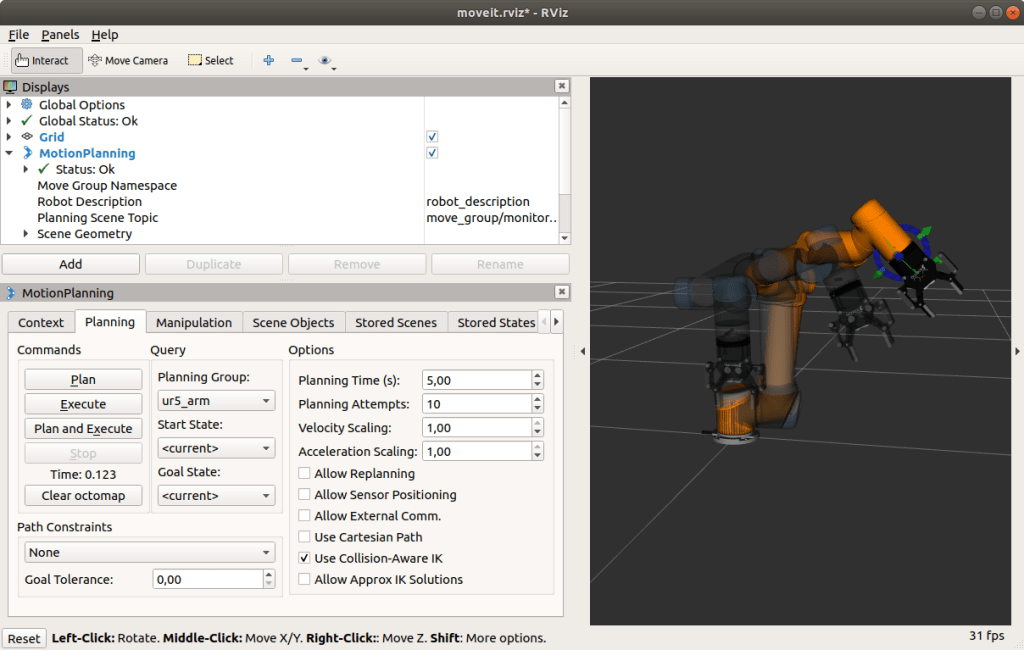 moveit.rviz* - RViz
File Panels Help
Interact Move Camera Select
Displays
Global Options
Global Status: Ok
Grid
MotionPlanning
Status: Ok
Move Group Namespace
Robot Description robot_description
Planning Scene Topic move_group/monitor...
Scene Geometry
Add Duplicate Remove Rename
MotionPlanning
Context Planning Manipulation Scene Objects Stored Scenes Stored States
Commands
Plan
Execute
Plan and Execute
Stop
Time: 0.123
Clear octomap
Query
Planning Group:
ur5_arm
Start State:
<current>
Goal State:
<current>
Path Constraints
None
Goal Tolerance: 0,00
Options
Planning Time (s): 5,00
Planning Attempts: 10
Velocity Scaling: 1,00
Acceleration Scaling: 1,00
Allow Replanning
Allow Sensor Positioning
Allow External Comm.
Use Cartesian Path
Use Collision-Aware IK
Allow Approx IK Solutions
Reset Left-Click: Rotate. Middle-Click: Move X/Y. Right-Click:: Move Z. Shift: More options.
31 fps